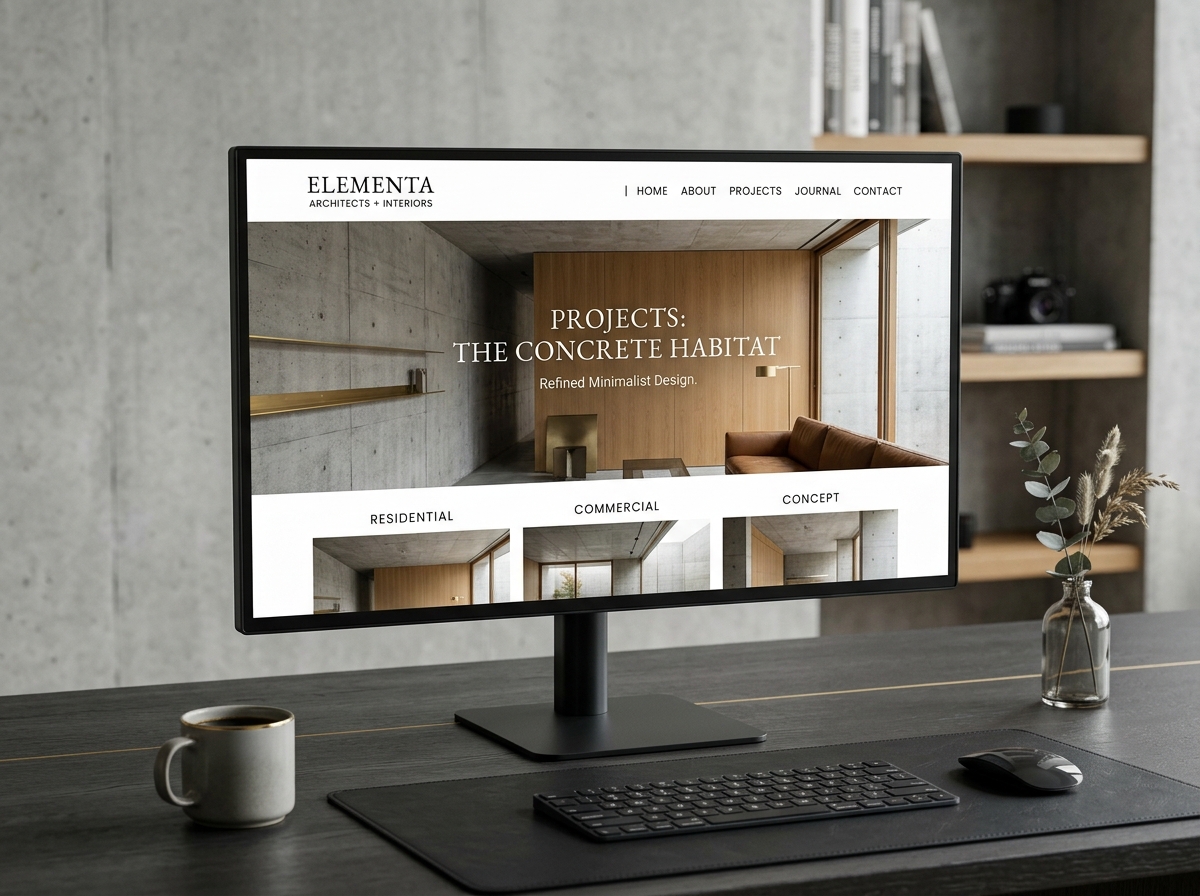 ELEMENTA
ARCHITECTS + INTERIORS
| HOME ABOUT PROJECTS JOURNAL CONTACT
PROJECTS:
THE CONCRETE HABITAT
Refined Minimalist Design.
RESIDENTIAL
COMMERCIAL
CONCEPT